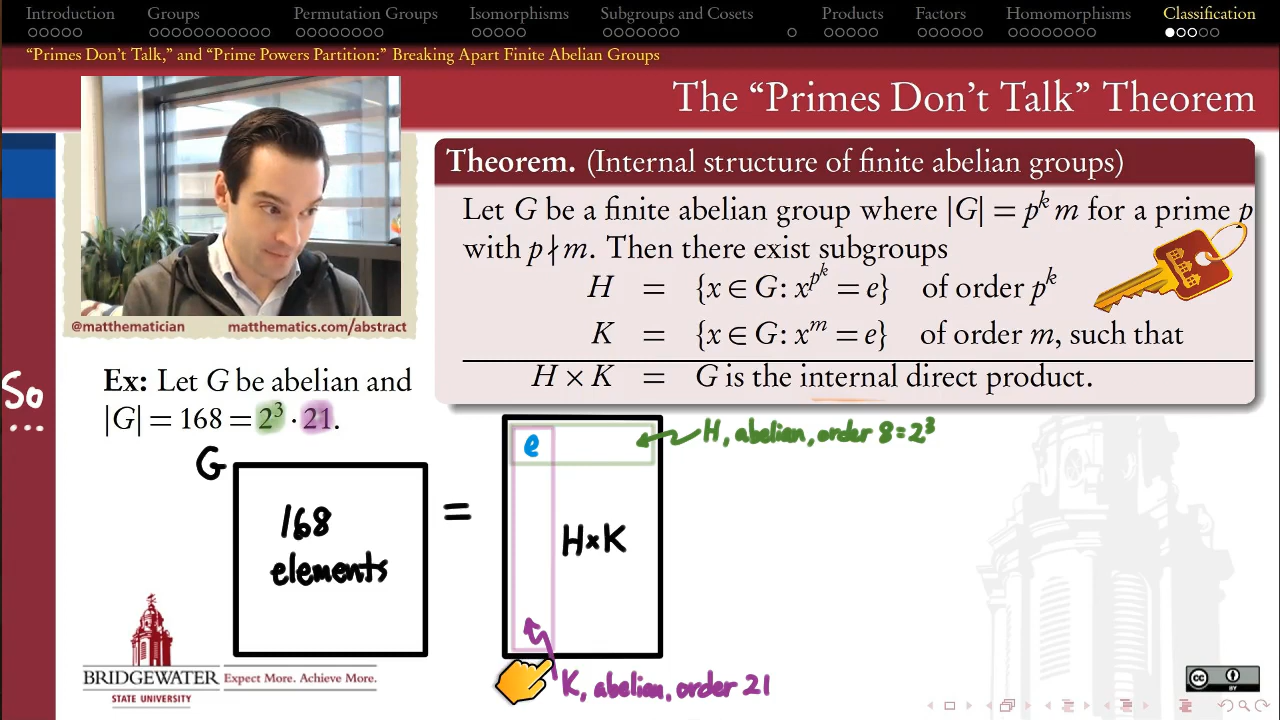 Introduction Groups Permutation Groups Isomorphisms Subgroups and Cosets Products Factors Homomorphisms Classification
"Primes Don't Talk," and "Prime Powers Partition:" Breaking Apart Finite Abelian Groups
The "Primes Don't Talk" Theorem
Theorem. (Internal structure of finite abelian groups)
Let G be a finite abelian group where |G| = p^k m for a prime p
with p ∤ m. Then there exist subgroups
H = {x ∈ G: x^{p^k} = e} of order p^k
K = {x ∈ G: x^m = e} of order m, such that
H × K = G is the internal direct product.
@matthematician matthematics.com/abstract
So
...
Ex: Let G be abelian and
|G| = 168 = 2³ · 21.
G
168
elements
=
e
H×K
H, abelian, order 8=2³
K, abelian, order 21
BRIDGEWATER
STATE UNIVERSITY
Expect More. Achieve More.
cc
BY